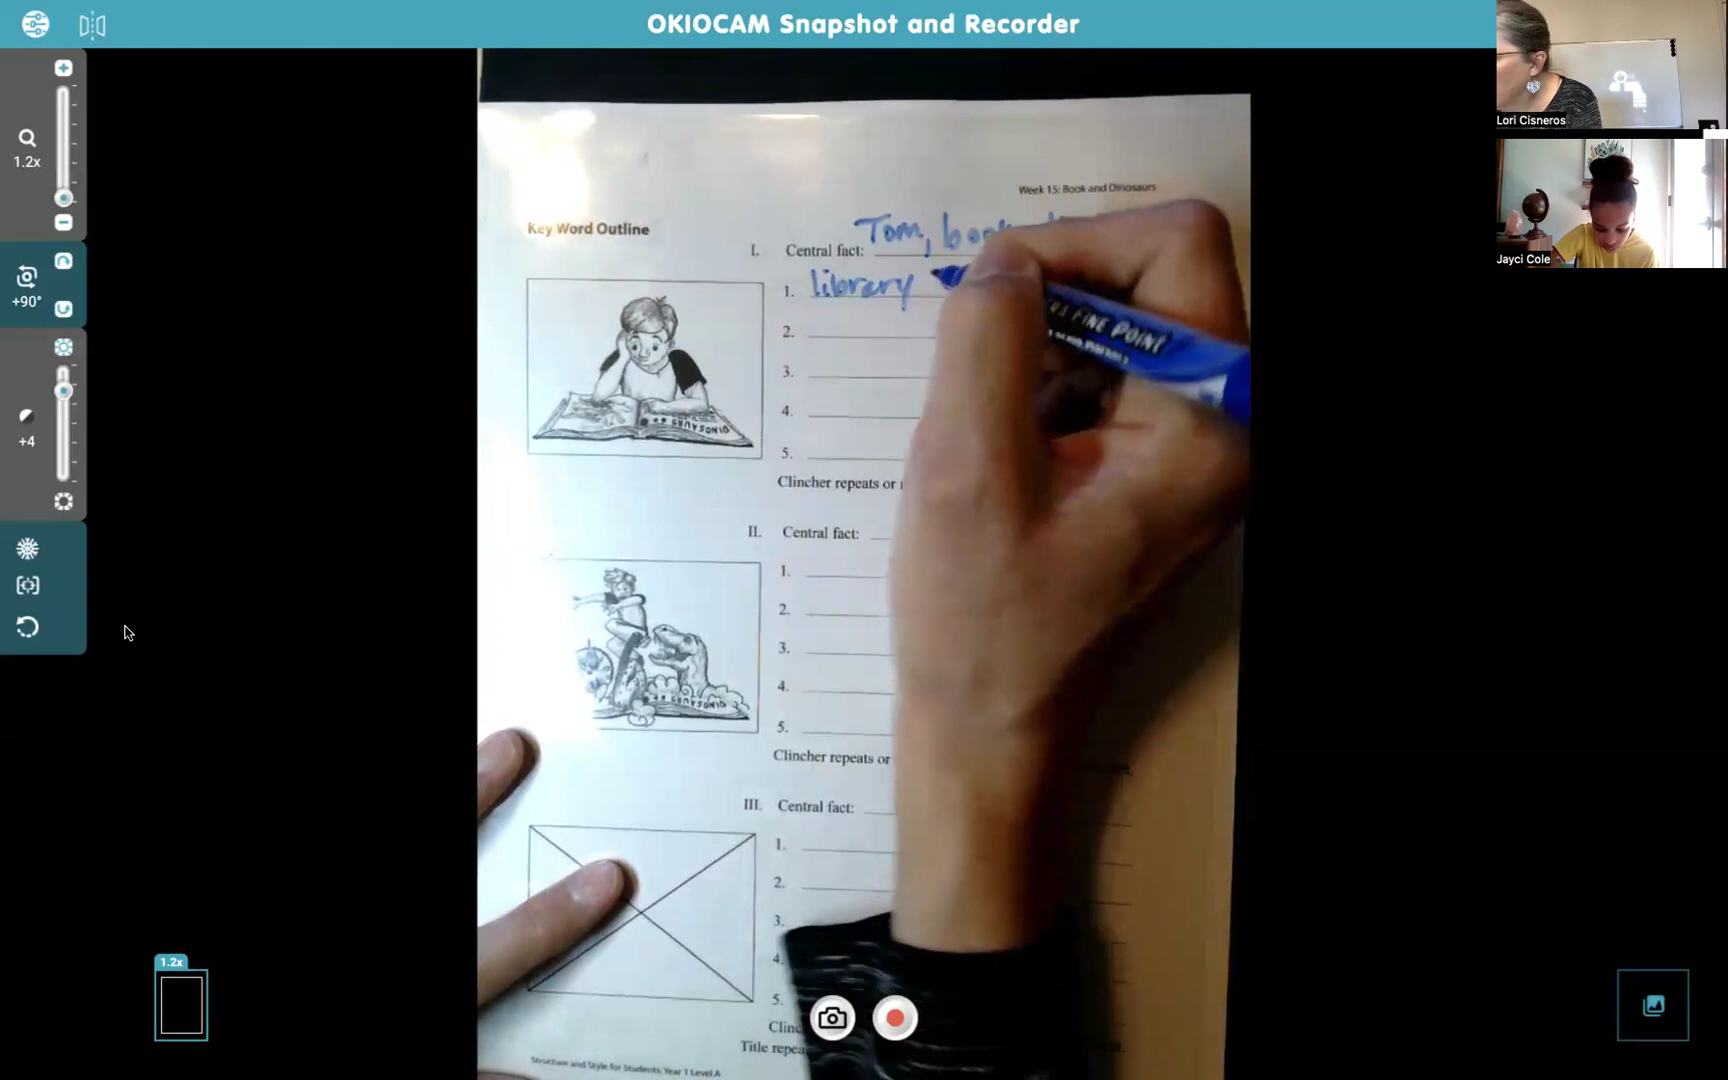 OKIOCAM Snapshot and Recorder
Lori Cisneros
1.2x
Jayci Cole
Week 15: Book and Dinosaurs
Key Word Outline
Tom,
I. Central fact:
+90°
1. library
FINE POINT
2.
3.
4.
+4
DINOSAURS
5.
Clincher repeats or
II. Central fact:
1.
2.
3.
4.
DINOSAURS
5.
Clincher repeats or
III. Central fact:
1.
2.
3.
4.
1.2x
5.
Title
Structure and Style for Students: Year 1 Level A